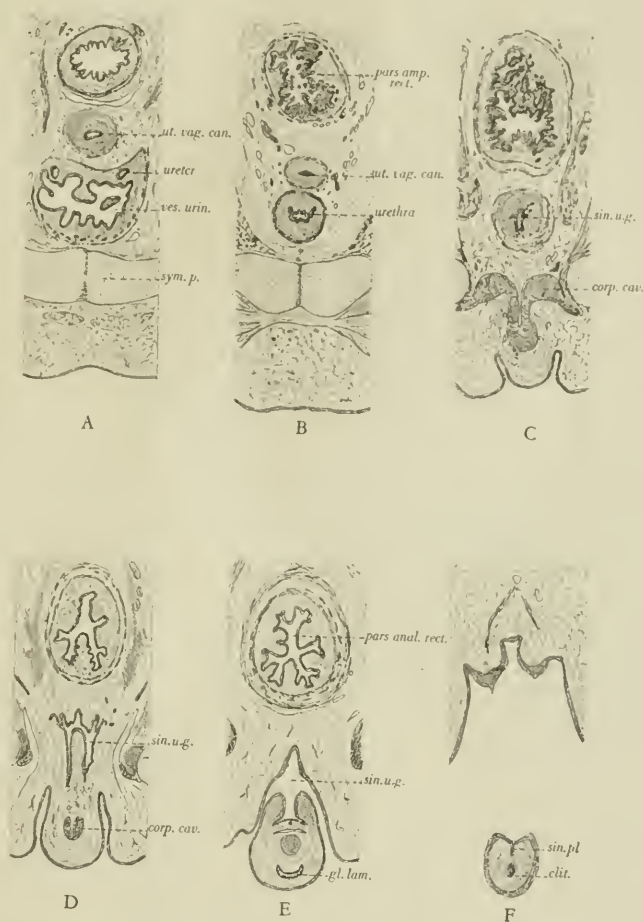 ut. vag. can.
ureter
ves. urin.
sym. p.
A
pars amp.
rect.
ut. vag. can.
urethra
B
sin. u.g.
corp. cav.
C
sin. u.g.
corp. cav.
D
pars anal. rect.
sin. u.g.
gl. lam.
E
sin. pl
clit.
F